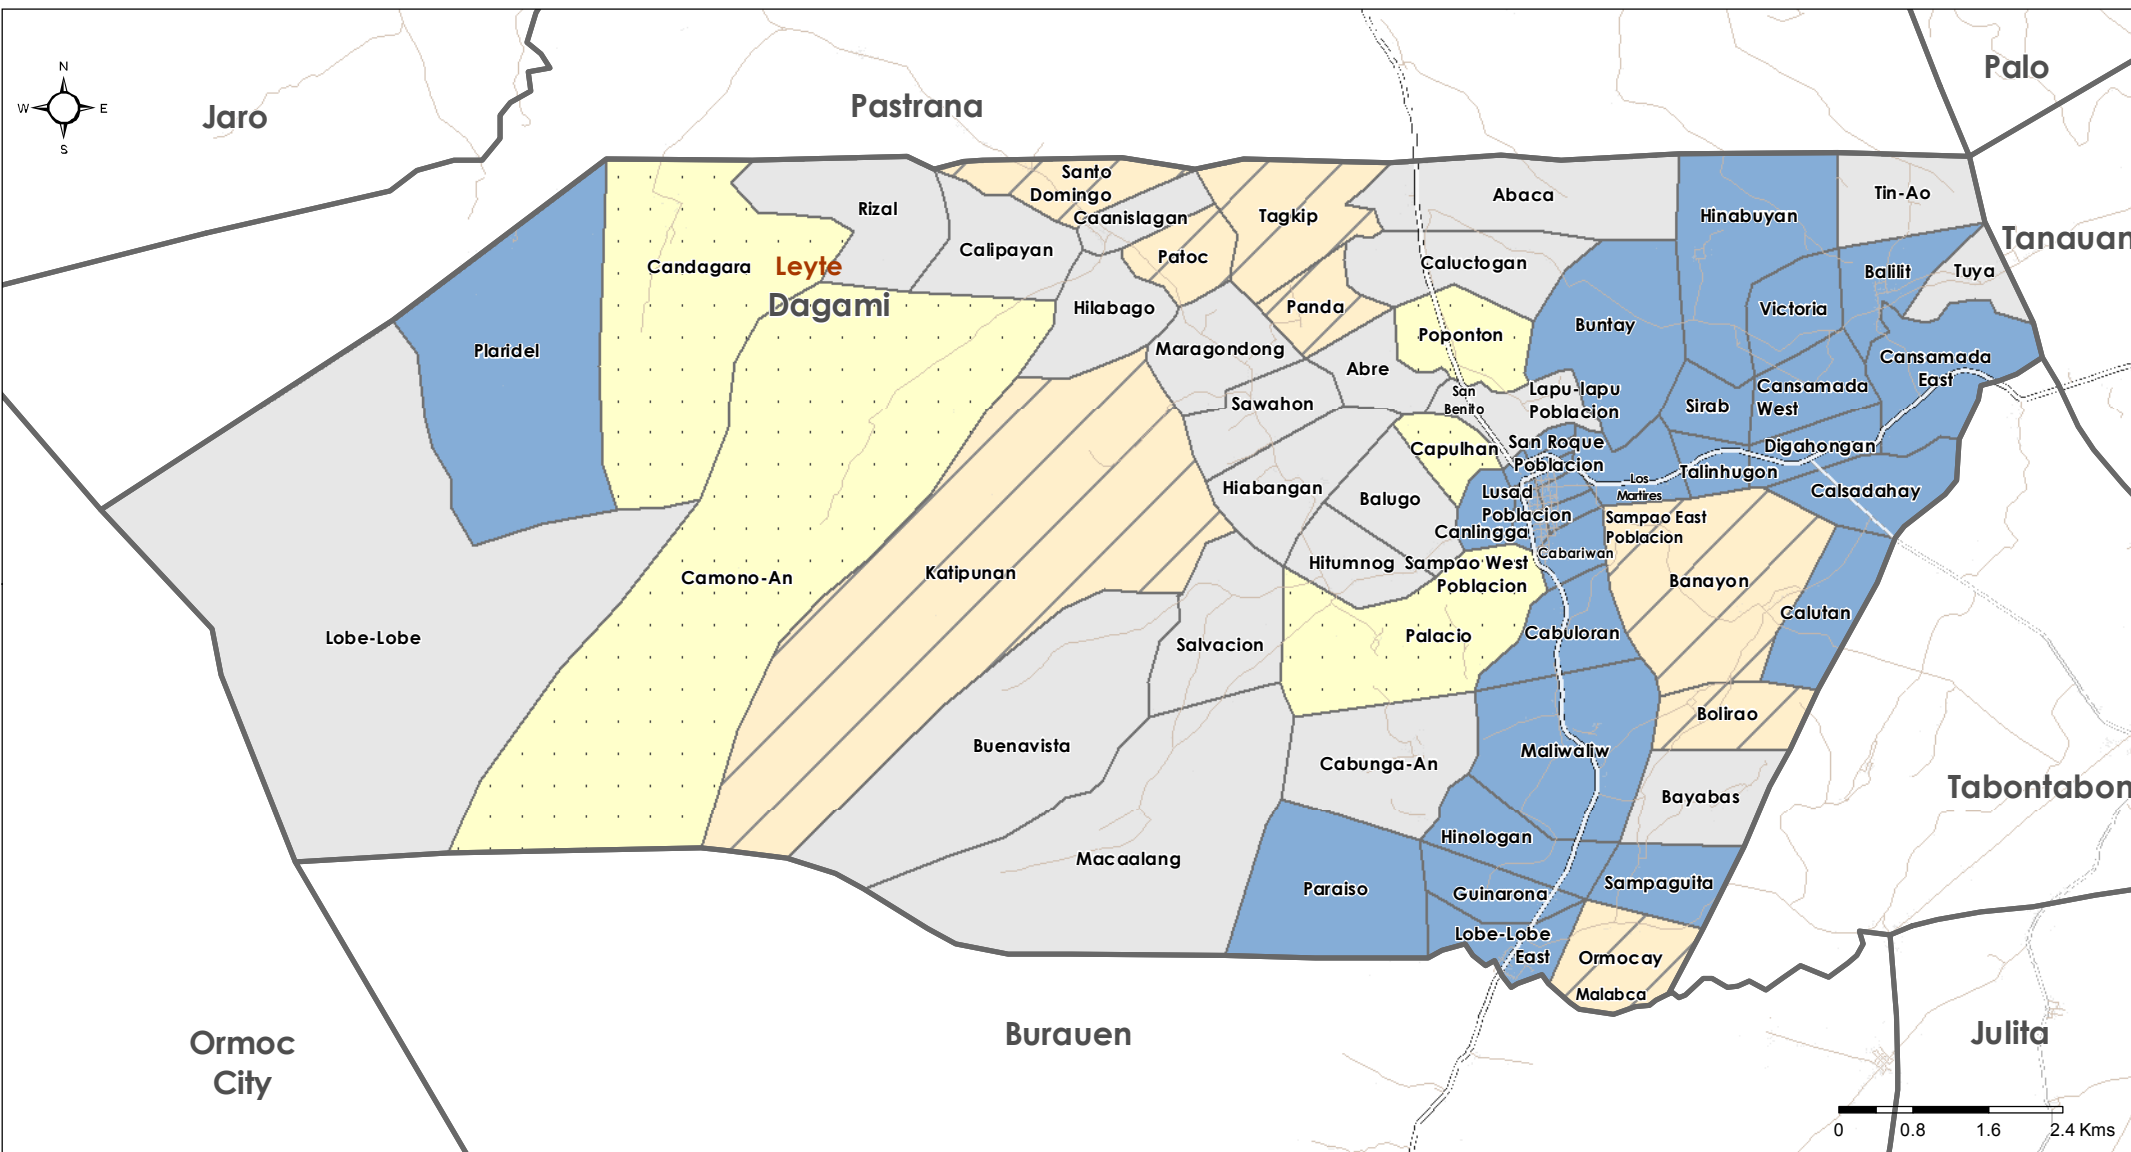 N
W E
S
Jaro
Pastrana
Palo
Tanauan
Tabontabon
Julita
Burauen
Ormoc
City
Leyte
Dagami
Santo
Domingo
Caanislagan
Rizal
Calipayan
Tagkip
Abaca
Hinabuyan
Tin-Ao
Candagara
Patoc
Caluctogan
Balilit
Tuya
Hilabago
Panda
Victoria
Plaridel
Maragondong
Poponton
Buntay
Cansamada
East
Abre
Sawahon
San
Benito
Lapu-lapu
Poblacion
Sirab
Cansamada
West
Capulhan
San Roque
Poblacion
Digahongan
Talinhugon
Los
Martires
Calsadahay
Hiabangan
Balugo
Lusad
Poblacion
Canlingga
Sampao East
Poblacion
Cabariwan
Hitumnog
Sampao West
Poblacion
Camono-An
Katipunan
Banayon
Calutan
Lobe-Lobe
Salvacion
Palacio
Cabuloran
Bolirao
Buenavista
Cabunga-An
Maliwaliw
Bayabas
Macaalang
Hinologan
Paraiso
Guinarona
Sampaguita
Lobe-Lobe
East
Ormocay
Malabca
0 0.8 1.6 2.4 Kms